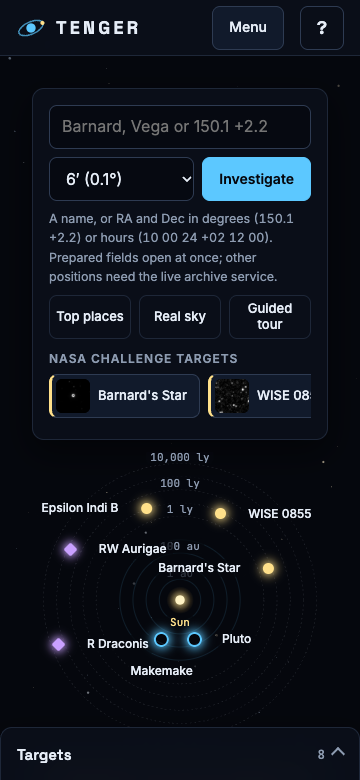 TENGER
Menu
?
Barnard, Vega or 150.1 +2.2
6′ (0.1°)
Investigate
A name, or RA and Dec in degrees (150.1
+2.2) or hours (10 00 24 +02 12 00).
Prepared fields open at once; other
positions need the live archive service.
Top places
Real sky
Guided
tour
NASA CHALLENGE TARGETS
Barnard's Star
WISE 08
10,000 ly
100 ly
Epsilon Indi B
1 ly
WISE 0855
RW Aurigae
0 au
Barnard's Star
1 au
Sun
R Draconis
Pluto
Makemake
Targets
8